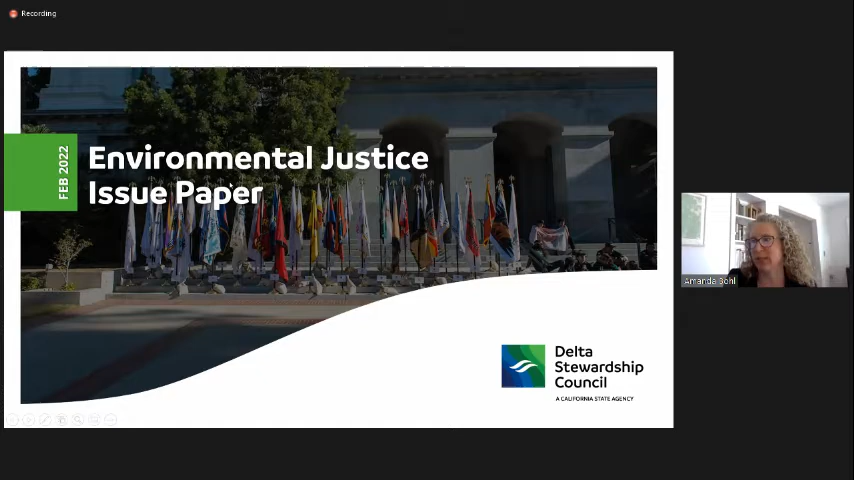 Recording
FEB 2022
Environmental Justice
Issue Paper
Amanda Bohl
Delta
Stewardship
Council
A CALIFORNIA STATE AGENCY